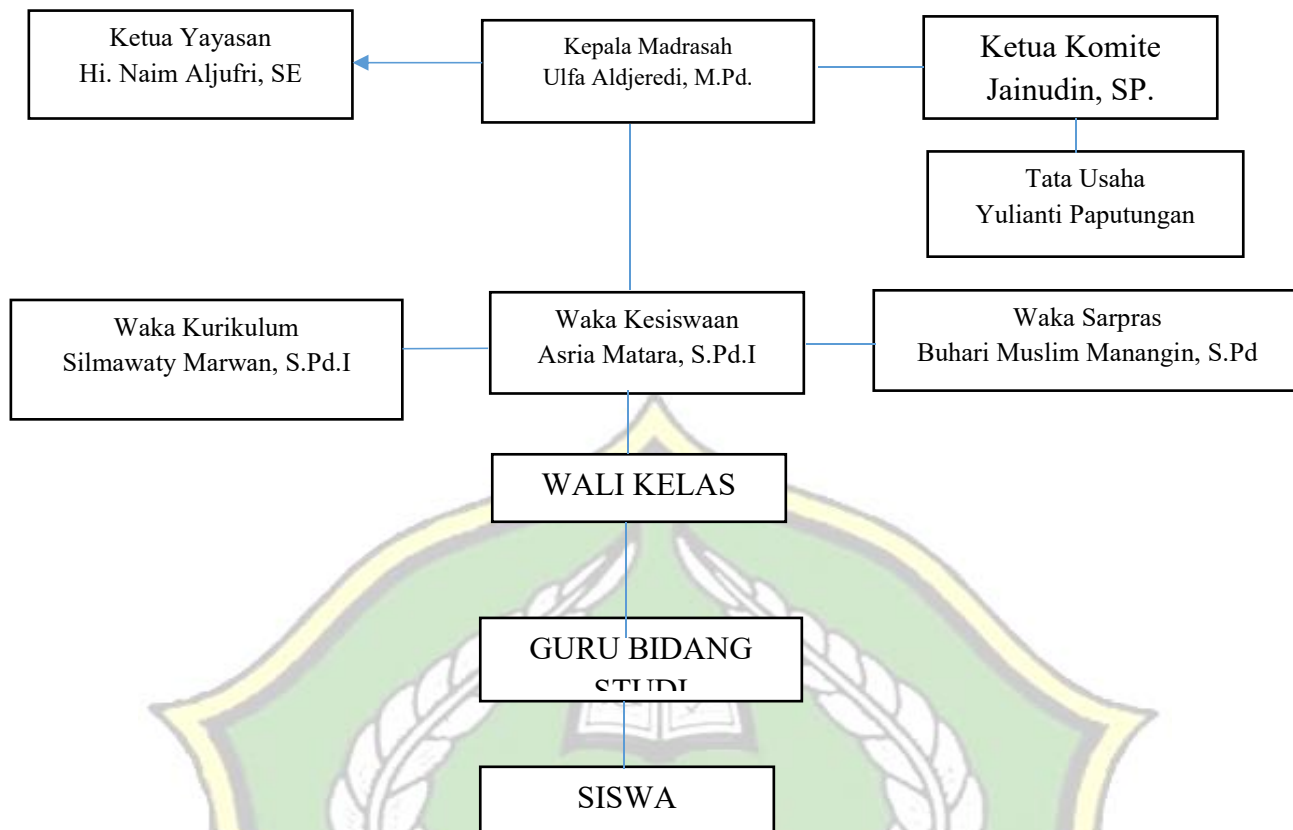 Ketua Yayasan
Hi. Naim Aljufri, SE
Kepala Madrasah
Ulfa Aldjeredi, M.Pd.
Ketua Komite
Jainudin, SP.
Tata Usaha
Yulianti Paputungan
Waka Kurikulum
Silmawaty Marwan, S.Pd.I
Waka Kesiswaan
Asria Matara, S.Pd.I
Waka Sarpras
Buhari Muslim Manangin, S.Pd
WALI KELAS
GURU BIDANG
STUDI
SISWA